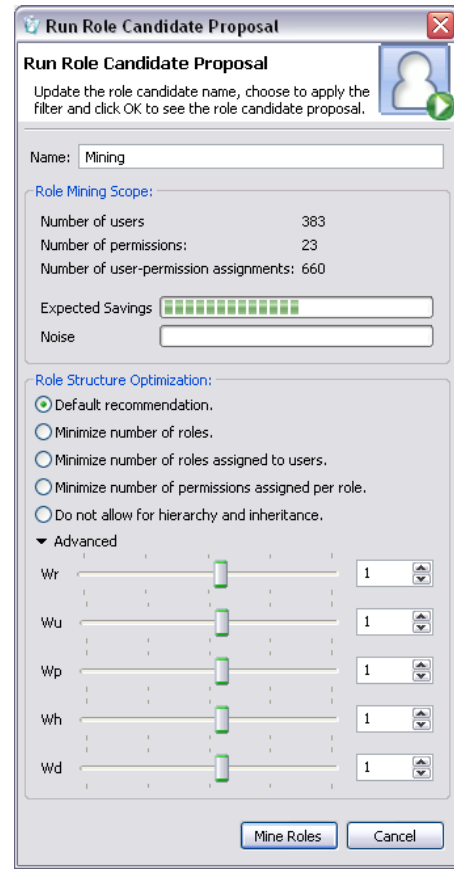 Run Role Candidate Proposal
Run Role Candidate Proposal
Update the role candidate name, choose to apply the
filter and click OK to see the role candidate proposal.
Name: Mining
Role Mining Scope:
Number of users 383
Number of permissions: 23
Number of user-permission assignments: 660
Expected Savings
Noise
Role Structure Optimization:
Default recommendation.
Minimize number of roles.
Minimize number of roles assigned to users.
Minimize number of permissions assigned per role.
Do not allow for hierarchy and inheritance.
Advanced
Wr 1
Wu 1
Wp 1
Wh 1
Wd 1
Mine Roles Cancel